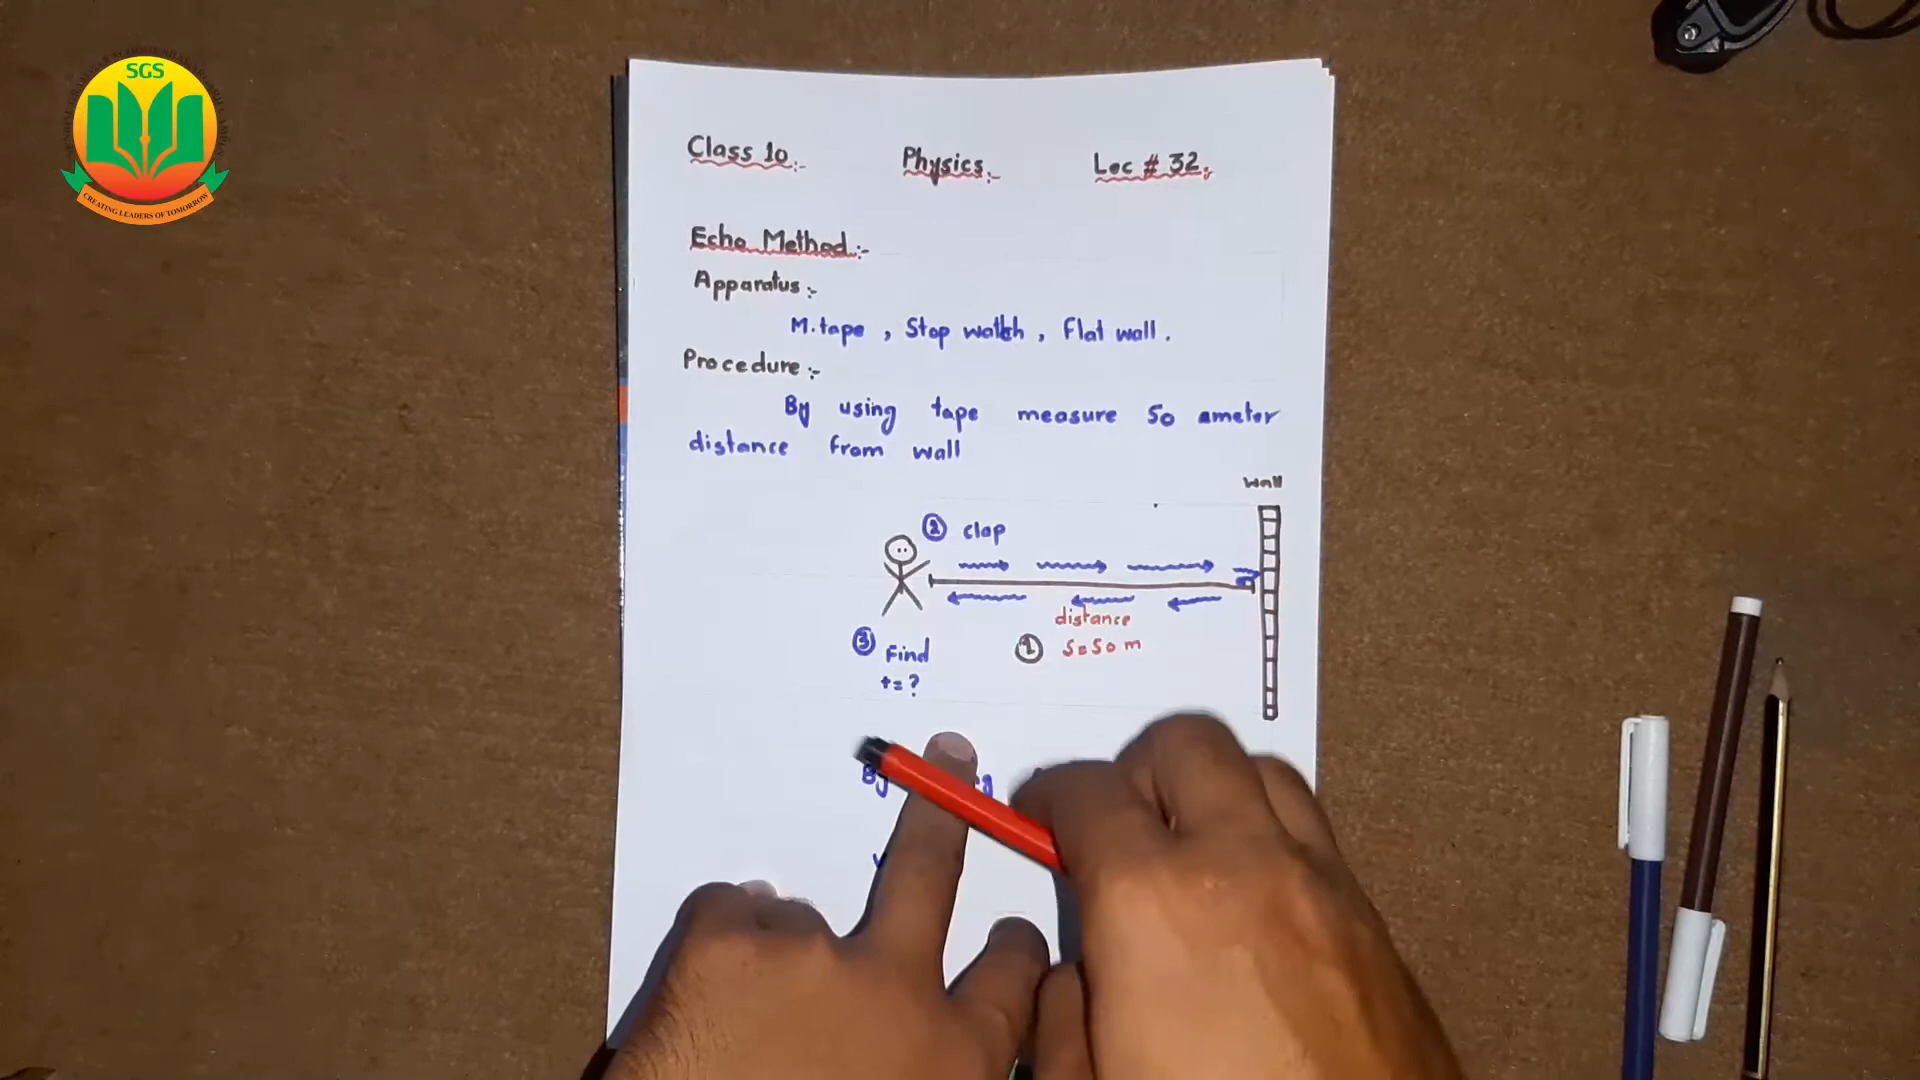 SGS
CREATING LEADERS OF TOMORROW
Class 10:-
Physics:-
Lec # 32,
Echo Method:-
Apparatus:-
M.tape , Stop watch , Flat wall .
Procedure:-
By using tape measure 50 ameter
distance from wall
wall
2 clap
distance
1 S=50 m
3 Find
t=?
By